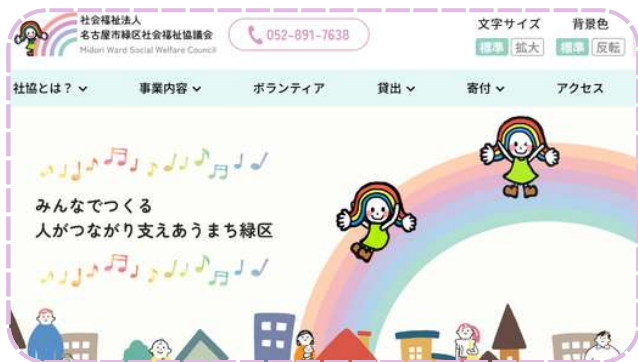 社会福祉法人
名古屋市緑区社会福祉協議会
Midori Ward Social Welfare Council
052-891-7638
文字サイズ 背景色
標準 拡大 標準 反転
社協とは？ 事業内容 ボランティア 貸出 寄付 アクセス
みんなでつくる
人がつながり支えあうまち緑区